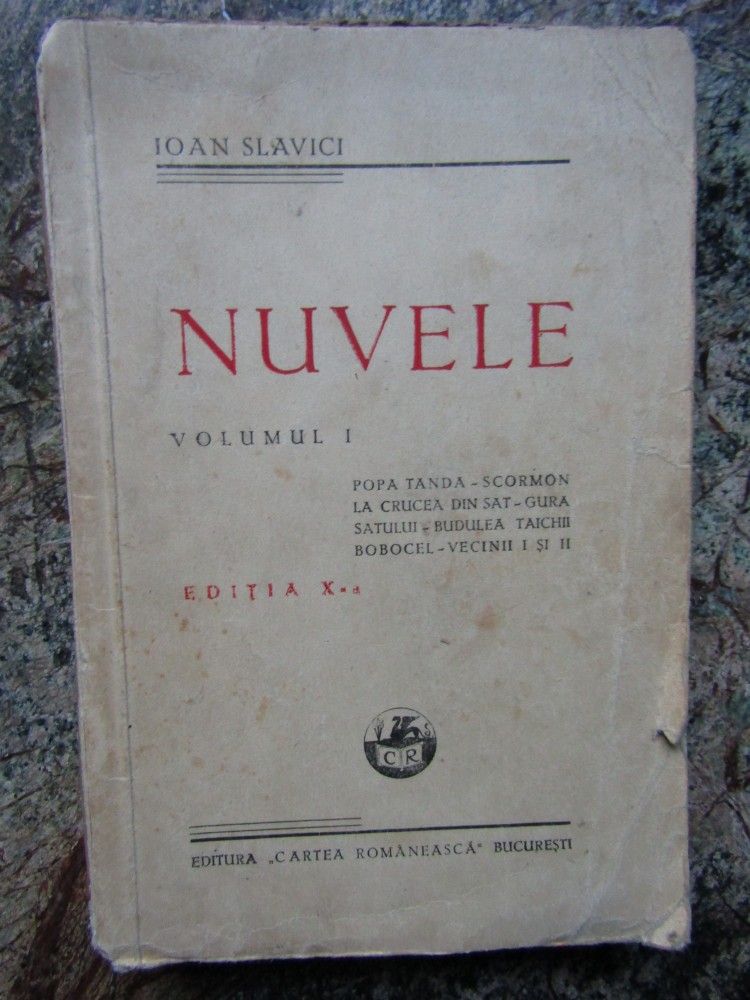 IOAN SLAVICI
NUVELE
VOLUMUL I
POPA TANDA - SCORMON
LA CRUCEA DIN SAT - GURA
SATULUI - BUDULEA TAICHII
BOBOCEL - VECINII I ȘI II
EDIȚIA X-a
C R
EDITURA „CARTEA ROMÂNEASCĂ" BUCUREȘTI